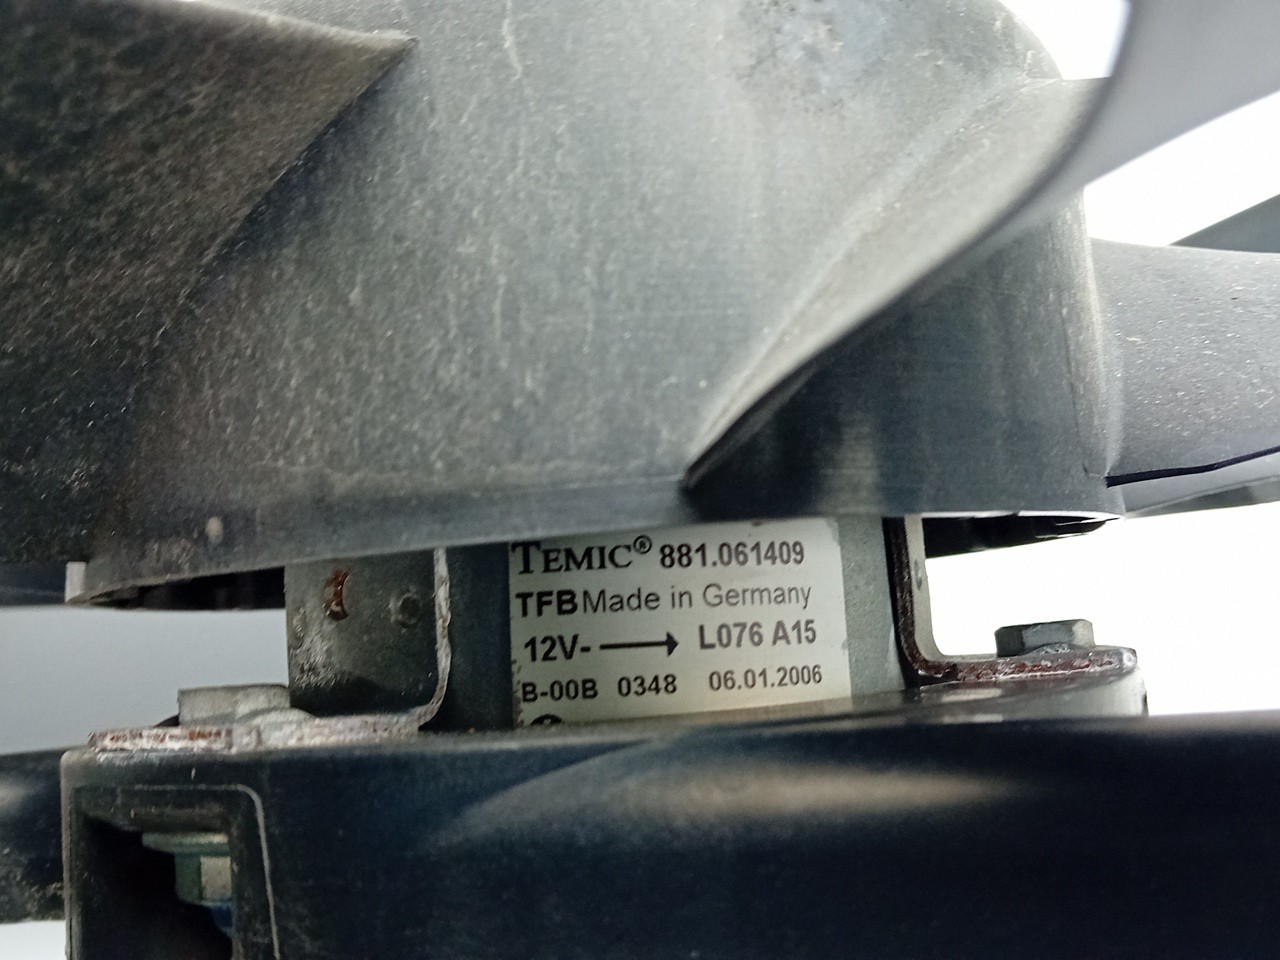 TEMIC® 881.061409
TFB Made in Germany
12V- → L076 A15
B-00B 0348 06.01.2006